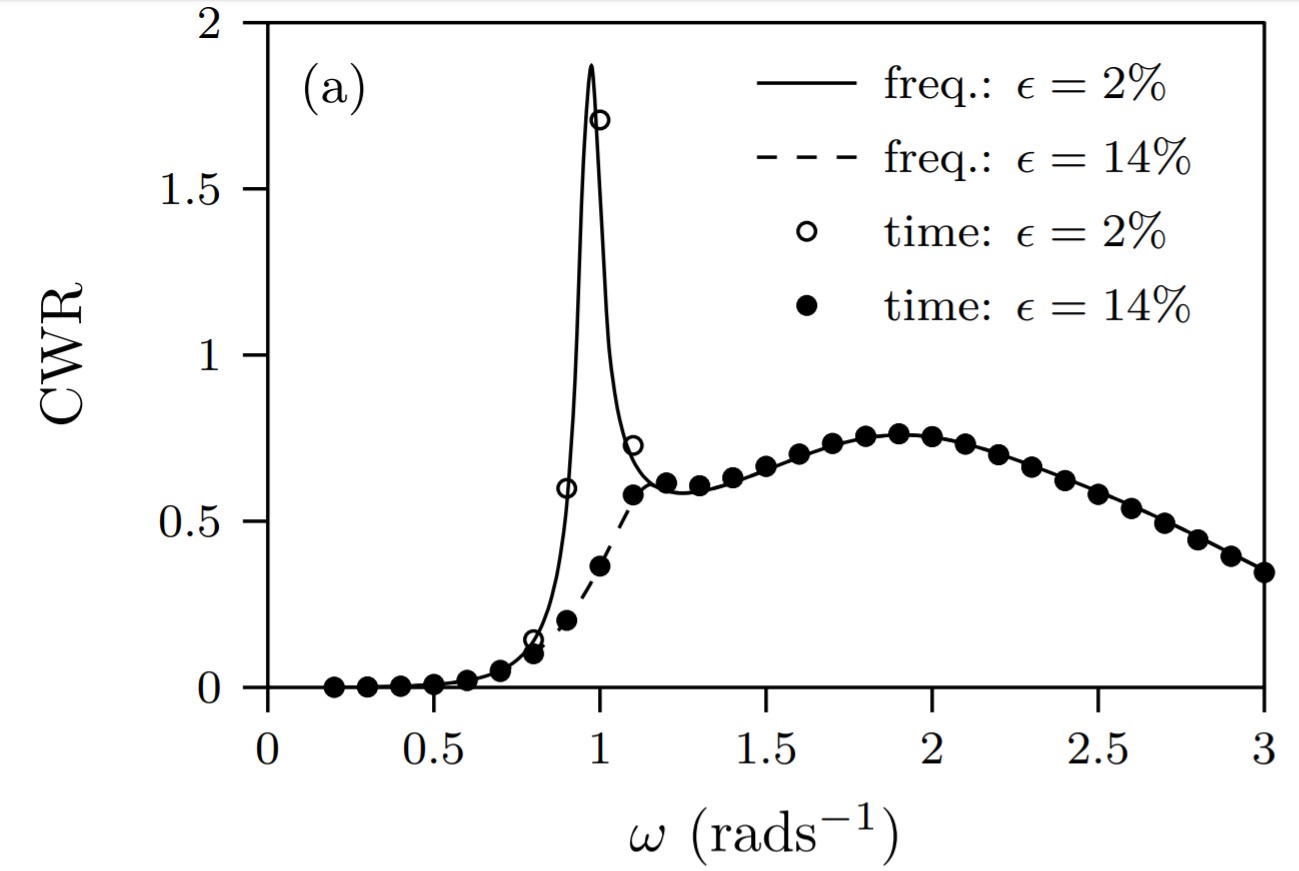 (a)
freq.: ϵ = 2%
freq.: ϵ = 14%
time: ϵ = 2%
time: ϵ = 14%
CWR
2
1.5
1
0.5
0
0 0.5 1 1.5 2 2.5 3
ω (rads⁻¹)